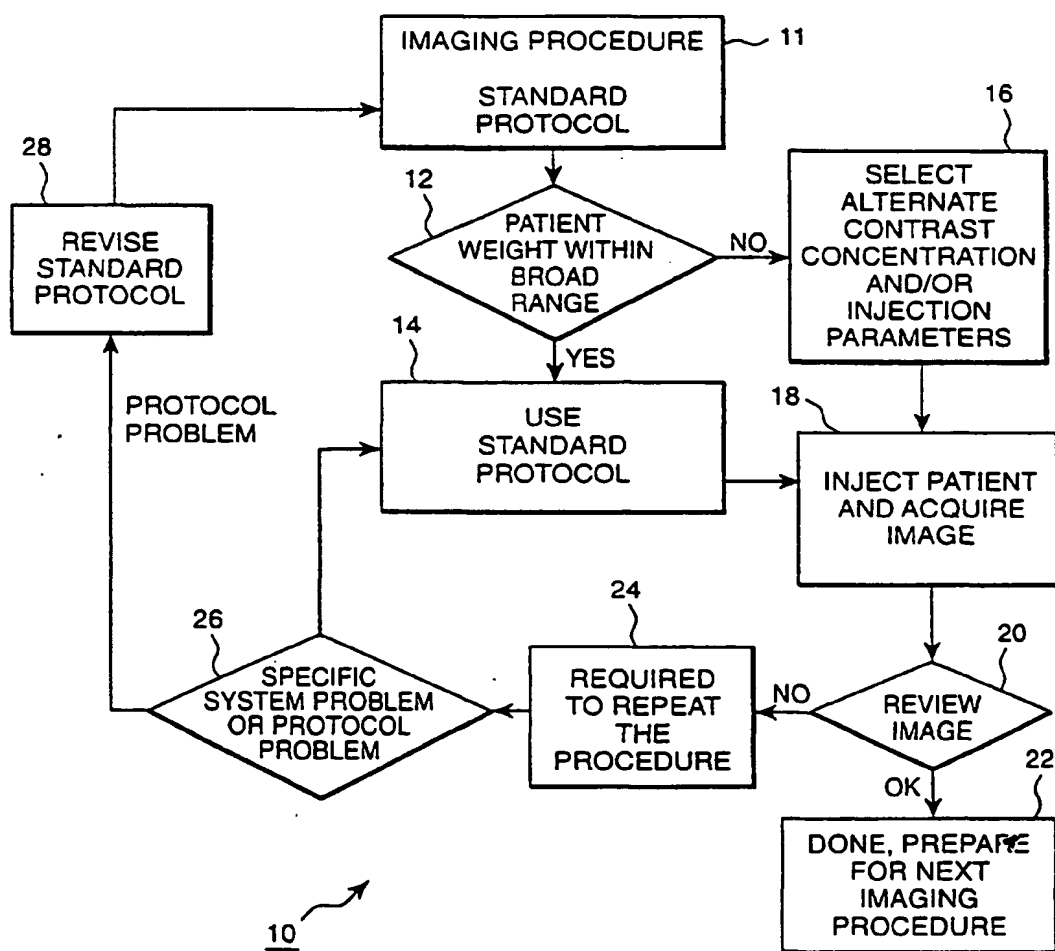 IMAGING PROCEDURE
STANDARD
PROTOCOL
11
16
SELECT
ALTERNATE
CONTRAST
CONCENTRATION
AND/OR
INJECTION
PARAMETERS
28
REVISE
STANDARD
PROTOCOL
12
PATIENT
WEIGHT WITHIN
BROAD
RANGE
NO
YES
14
USE
STANDARD
PROTOCOL
PROTOCOL
PROBLEM
18
INJECT PATIENT
AND ACQUIRE
IMAGE
26
SPECIFIC
SYSTEM PROBLEM
OR PROTOCOL
PROBLEM
24
REQUIRED
TO REPEAT
THE
PROCEDURE
NO
20
REVIEW
IMAGE
OK
22
DONE, PREPARE
FOR NEXT
IMAGING
PROCEDURE
10